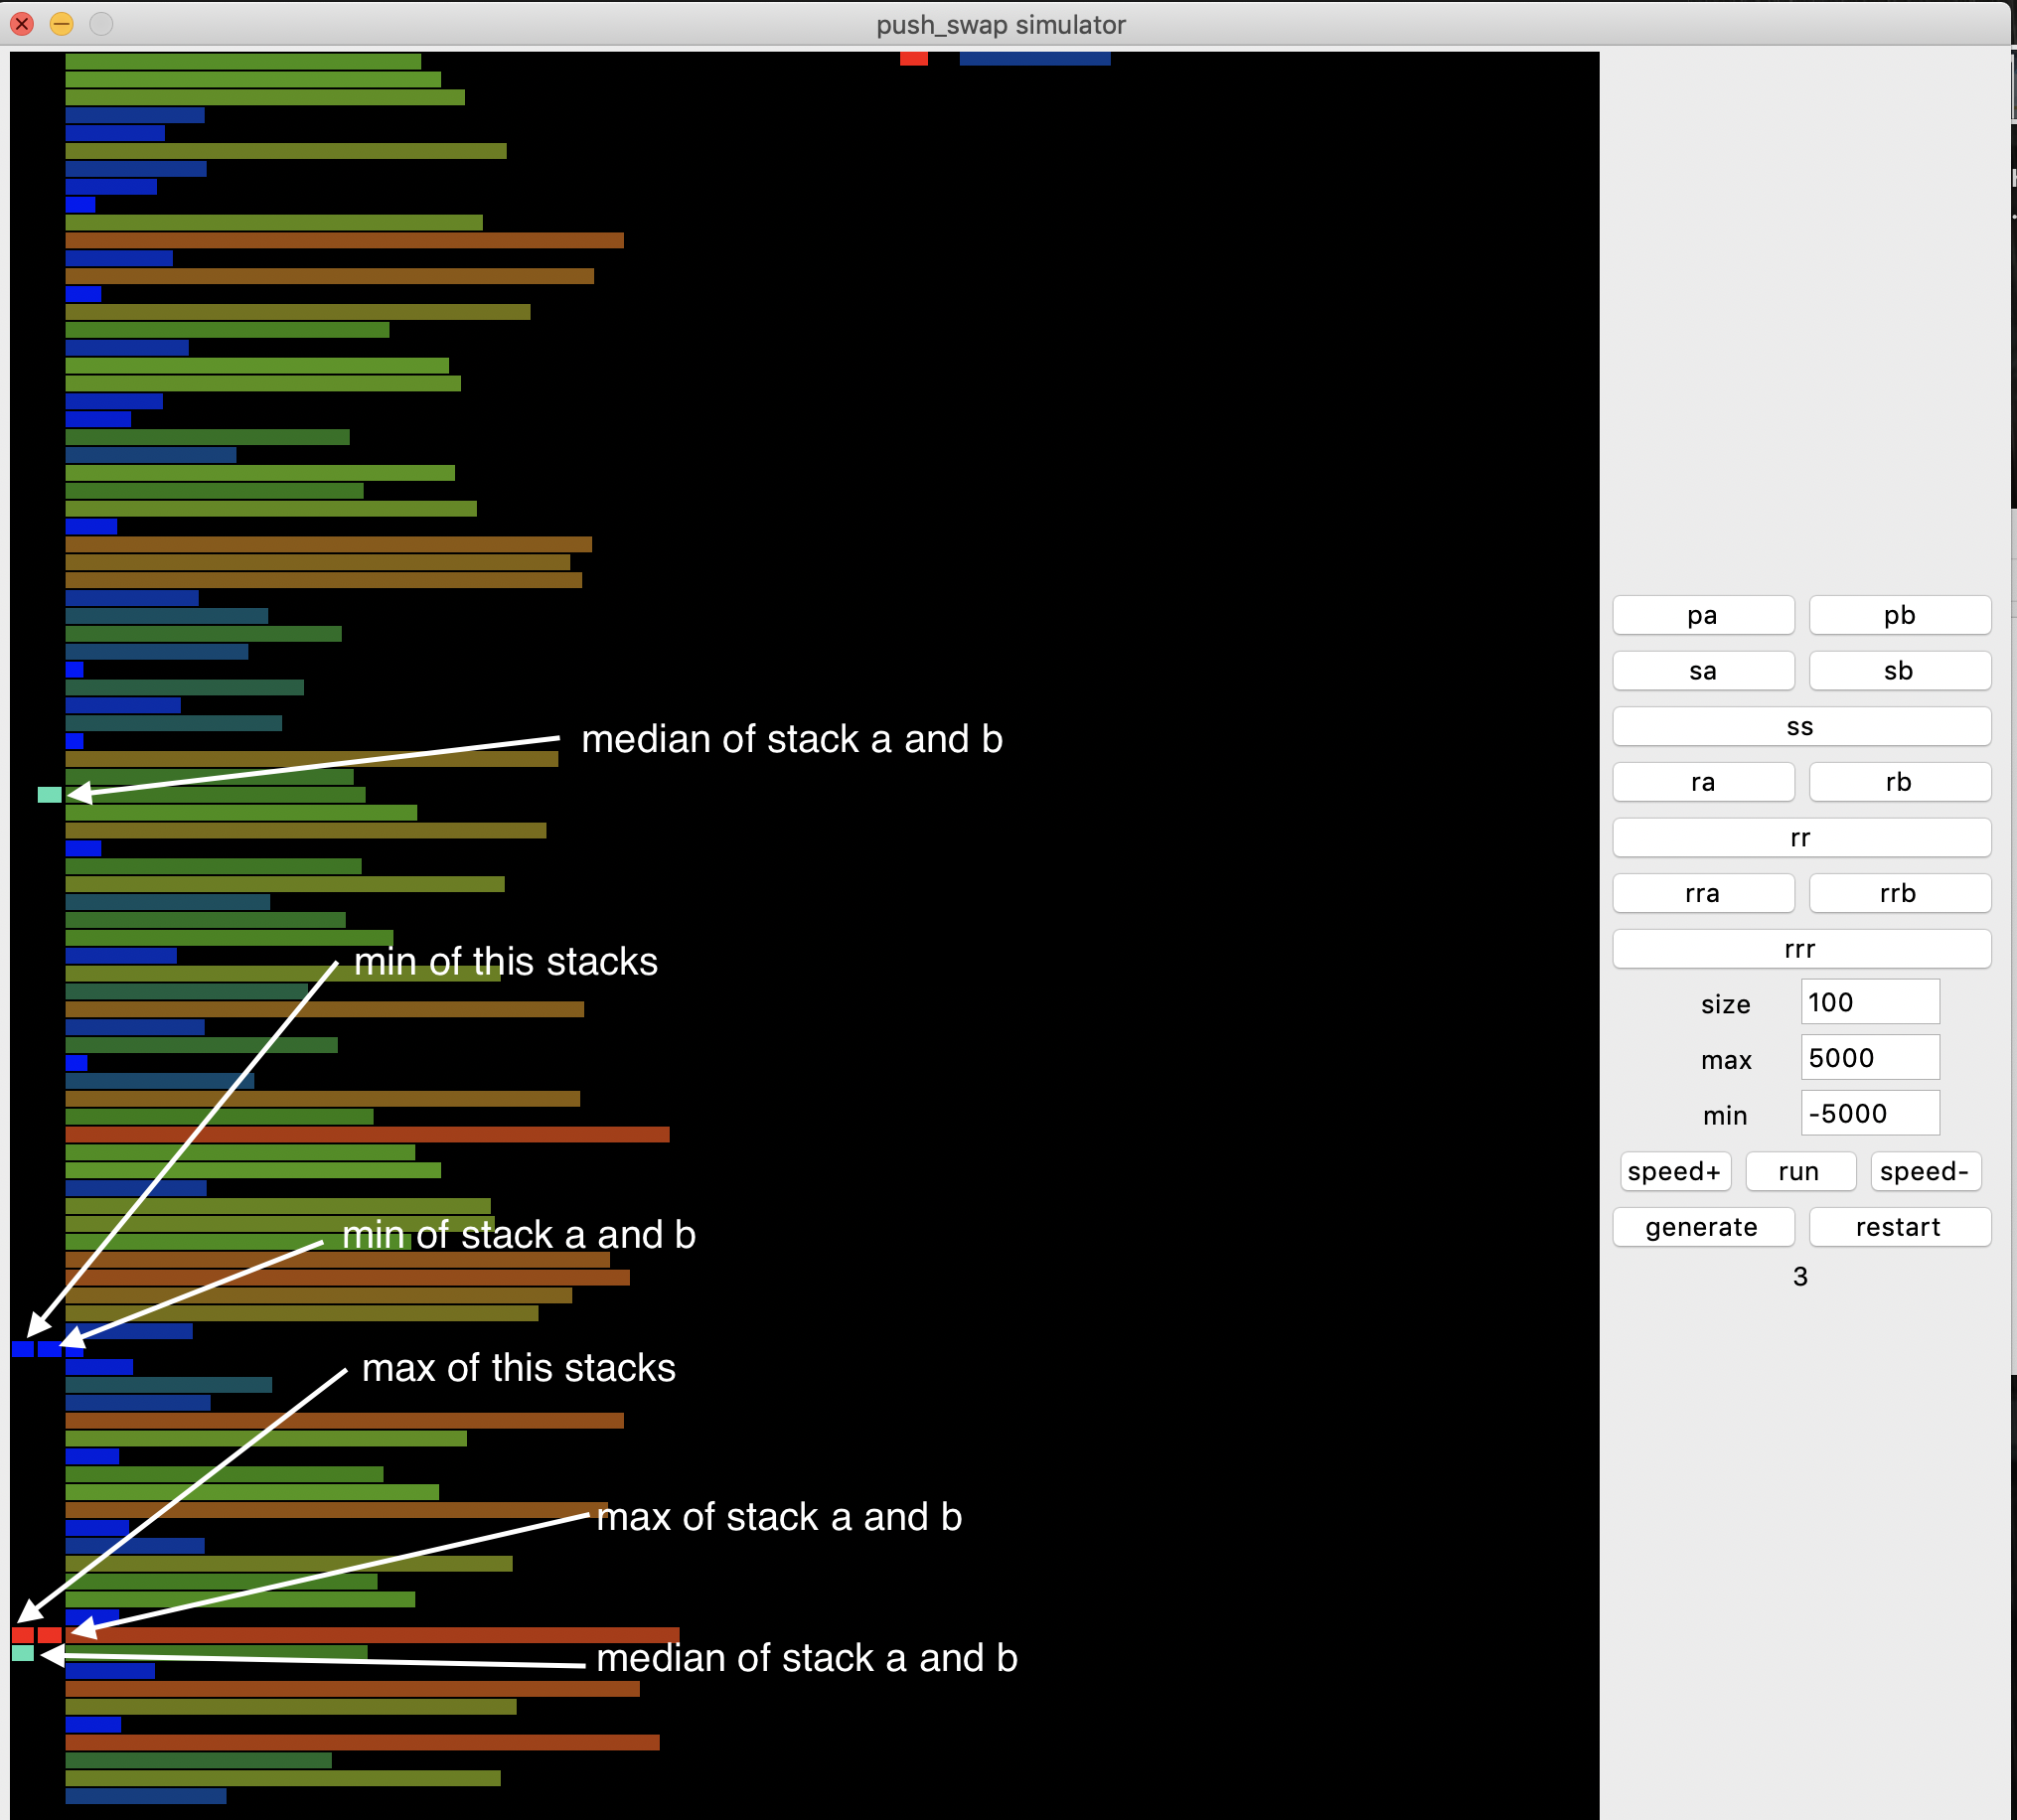 push_swap simulator
median of stack a and b
min of this stacks
min of stack a and b
max of this stacks
max of stack a and b
median of stack a and b
pa pb
sa sb
ss
ra rb
rr
rra rrb
rrr
size 100
max 5000
min -5000
speed+ run speed-
generate restart
3